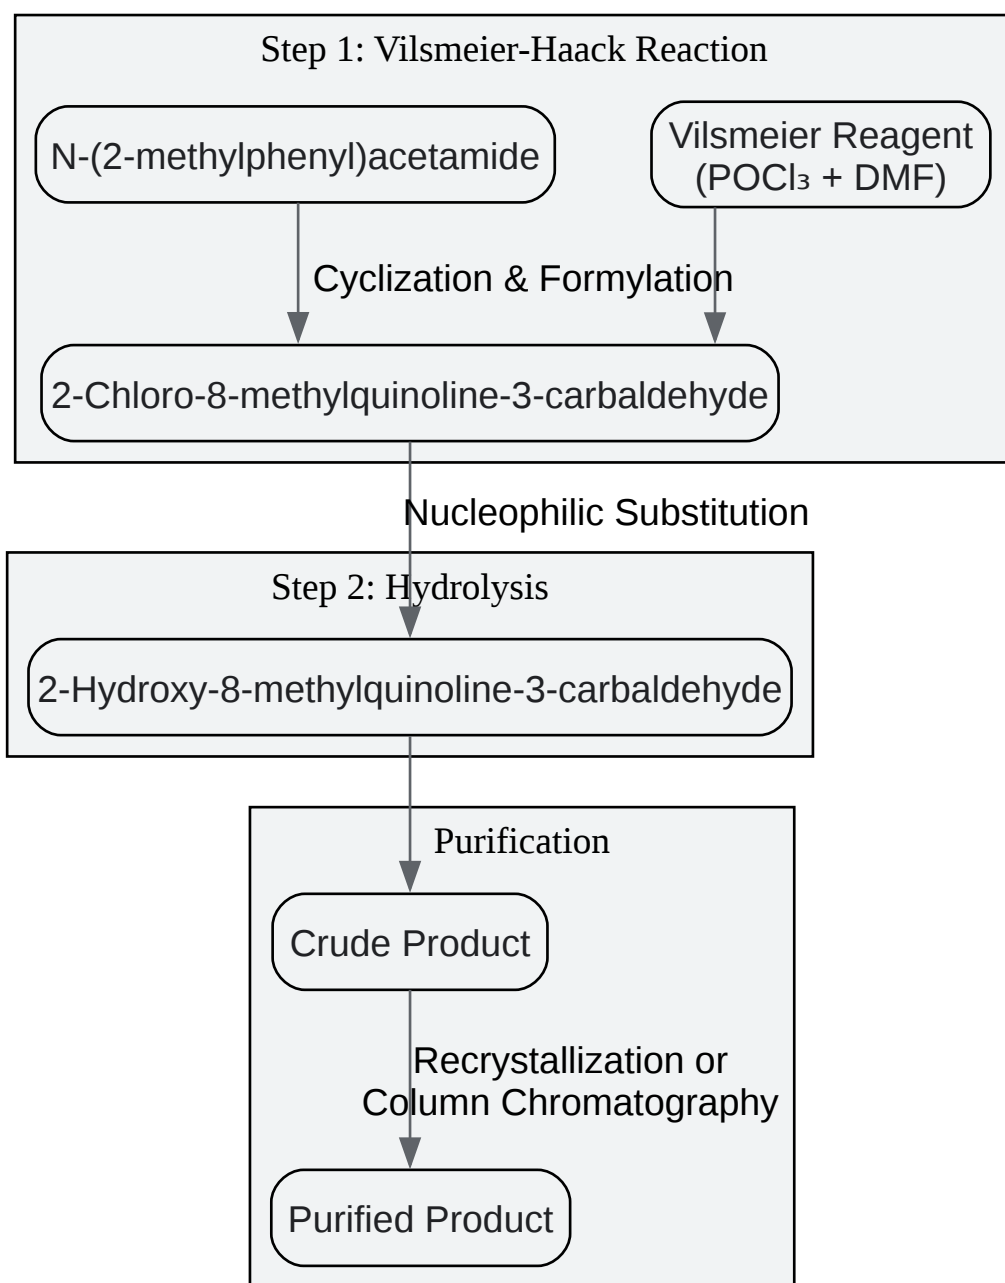 Step 1: Vilsmeier-Haack Reaction
N-(2-methylphenyl)acetamide
Vilsmeier Reagent
(POCl₃ + DMF)
Cyclization & Formylation
2-Chloro-8-methylquinoline-3-carbaldehyde
Nucleophilic Substitution
Step 2: Hydrolysis
2-Hydroxy-8-methylquinoline-3-carbaldehyde
Purification
Crude Product
Recrystallization or
Column Chromatography
Purified Product